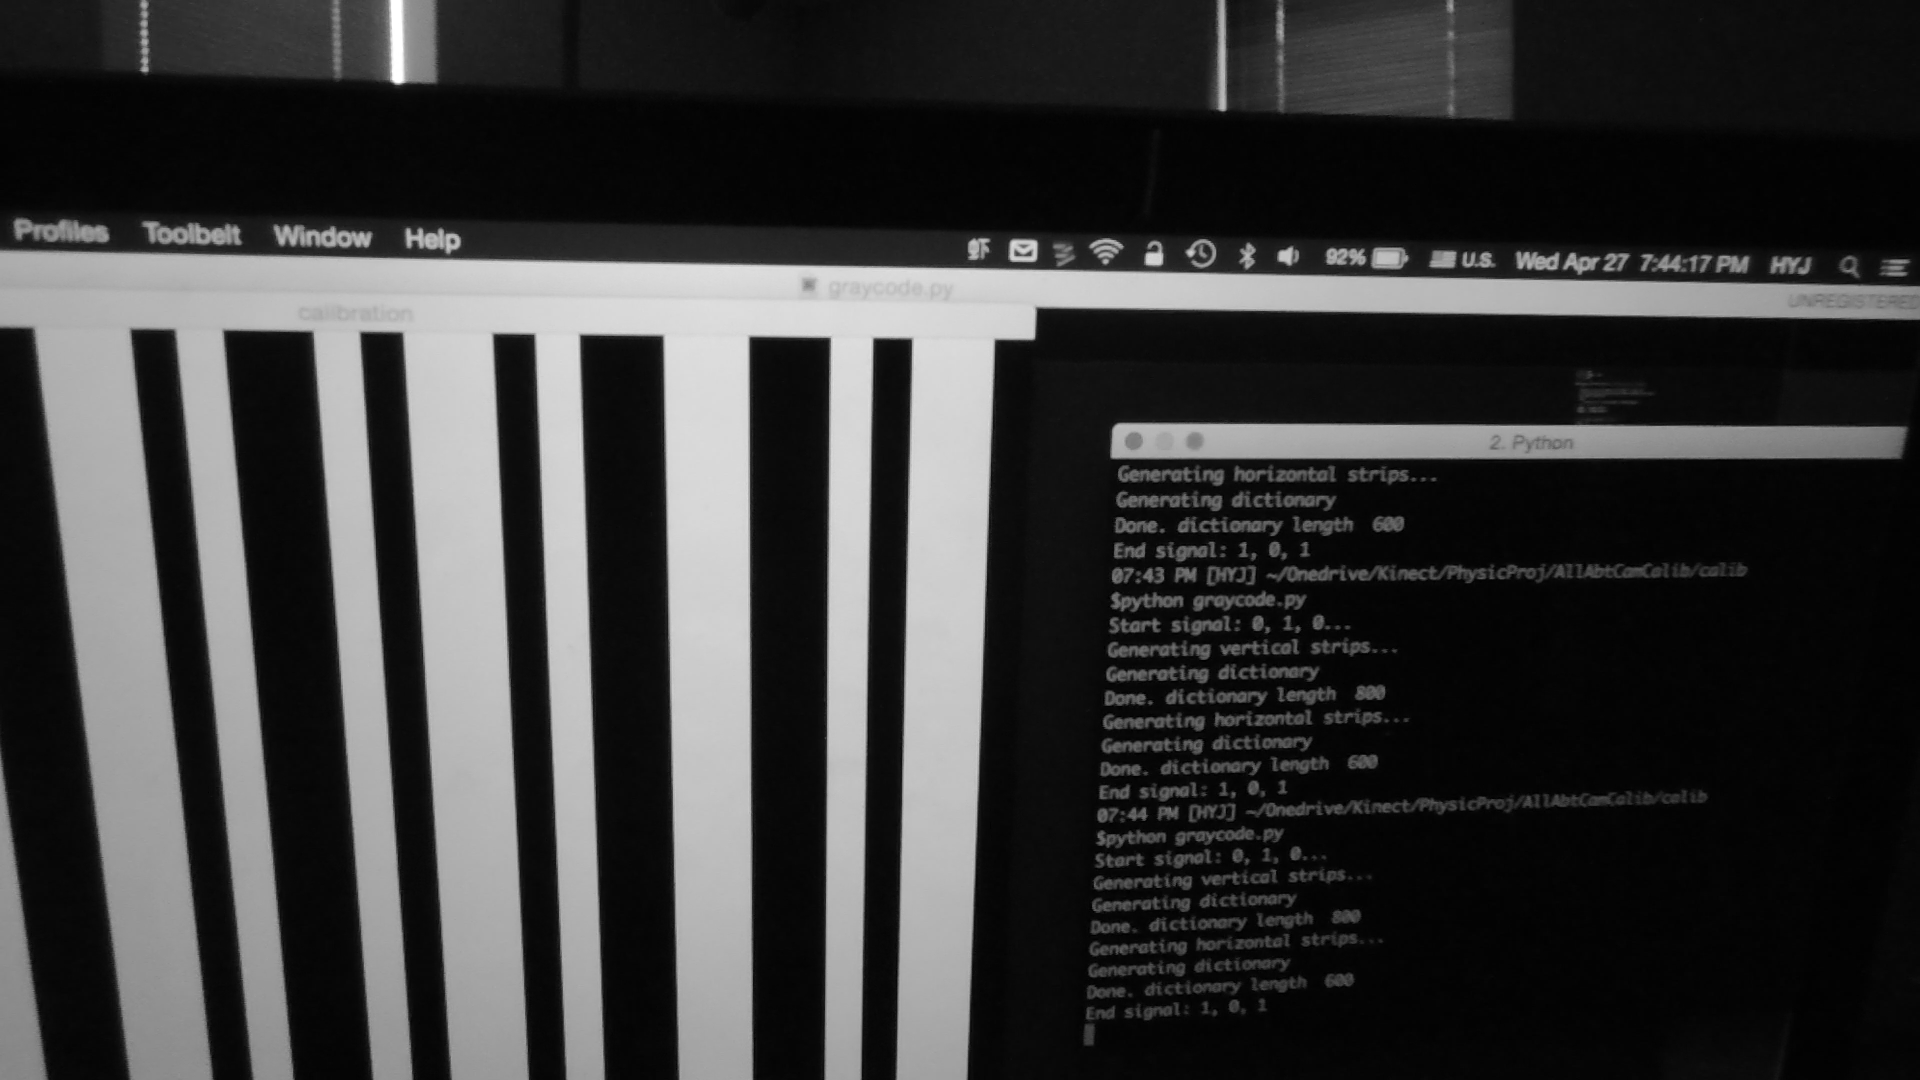 Profiles Toolbelt Window Help 92% U.S. Wed Apr 27 7:44:17 PM HYJ
graycode.py
UNREGISTERED
calibration
2. Python
Generating horizontal strips...
Generating dictionary
Done. dictionary length 600
End signal: 1, 0, 1
07:43 PM [HYJ] ~/Onedrive/Kinect/PhysicProj/AllAbtCamCalib/calib
$python graycode.py
Start signal: 0, 1, 0...
Generating vertical strips...
Generating dictionary
Done. dictionary length 800
Generating horizontal strips...
Generating dictionary
Done. dictionary length 600
End signal: 1, 0, 1
07:44 PM [HYJ] ~/Onedrive/Kinect/PhysicProj/AllAbtCamCalib/calib
$python graycode.py
Start signal: 0, 1, 0...
Generating vertical strips...
Generating dictionary
Done. dictionary length 800
Generating horizontal strips...
Generating dictionary
Done. dictionary length 600
End signal: 1, 0, 1